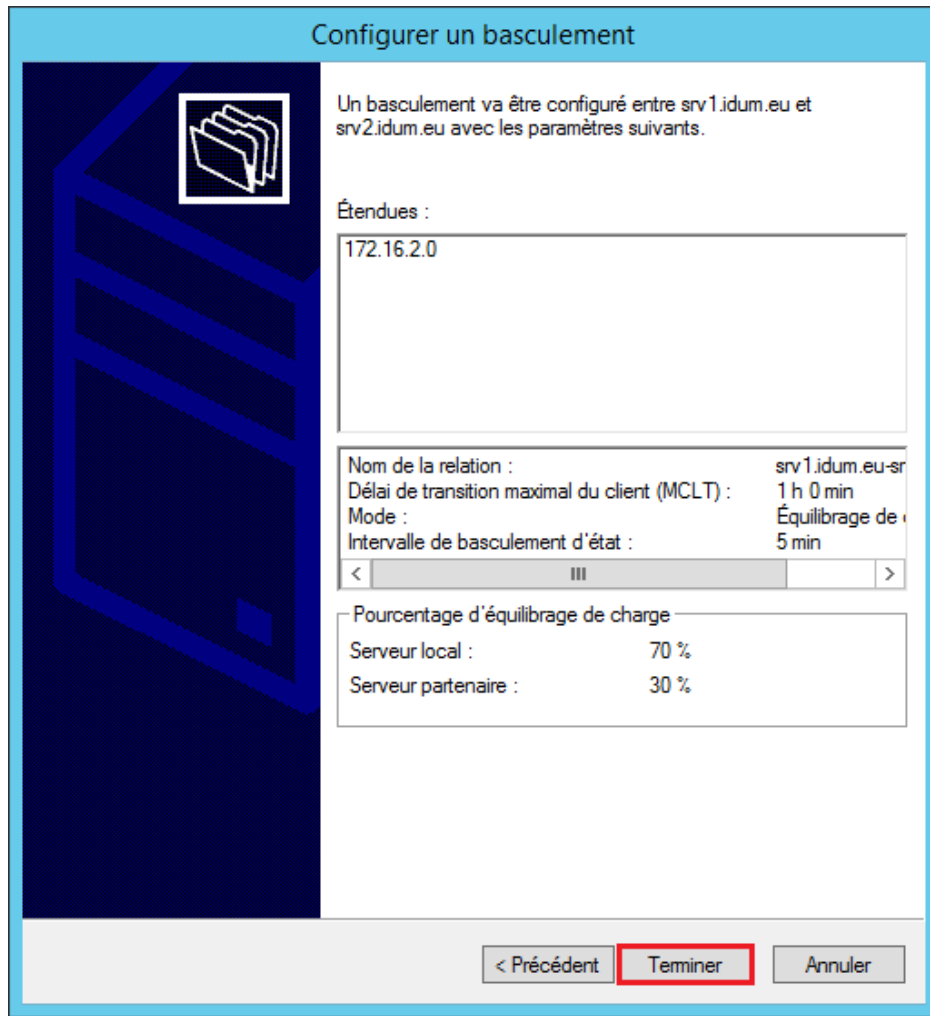 Configurer un basculement
Un basculement va être configuré entre srv1.idum.eu et
srv2.idum.eu avec les paramètres suivants.
Étendues :
172.16.2.0
Nom de la relation : srv1.idum.eu-sr
Délai de transition maximal du client (MCLT) : 1 h 0 min
Mode : Équilibrage de
Intervalle de basculement d'état : 5 min
Pourcentage d'équilibrage de charge
Serveur local : 70 %
Serveur partenaire : 30 %
< Précédent Terminer Annuler